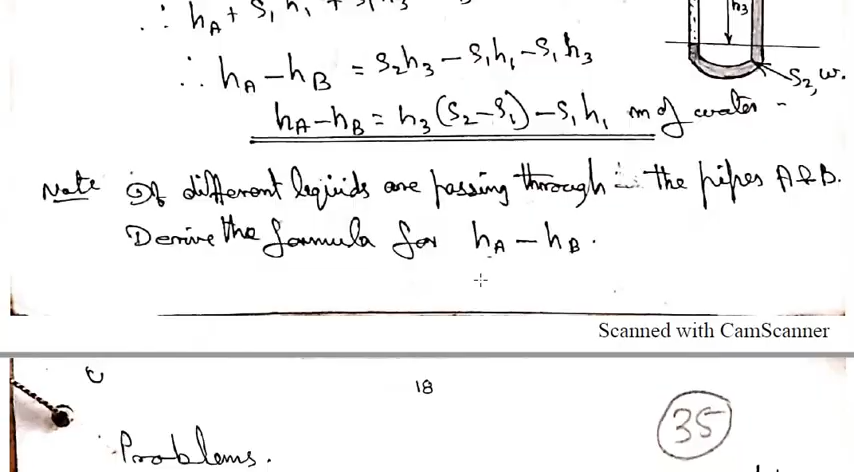 ∴ hA + S1 h1 +
h3
∴ hA – hB = S2h3 – S1h1 – S1h3
S2, w.
hA – hB = h3 (S2 – S1) – S1 h1 m of water
Note If different liquids are passing through the pipes A & B.
Derive the formula for hA – hB.
Scanned with CamScanner
18
35
Problems.